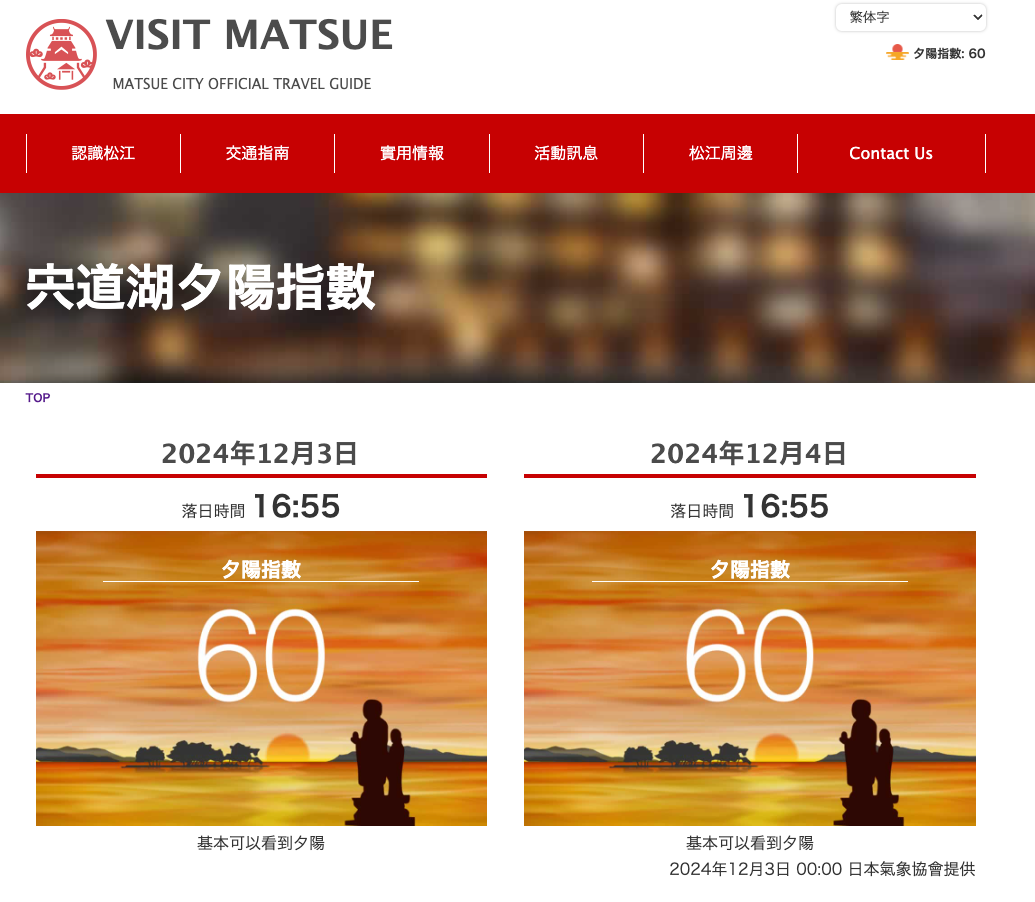 VISIT MATSUE
MATSUE CITY OFFICIAL TRAVEL GUIDE
繁体字
夕陽指數: 60
認識松江
交通指南
實用情報
活動訊息
松江周邊
Contact Us
宍道湖夕陽指數
TOP
2024年12月3日
落日時間 16:55
夕陽指數
60
基本可以看到夕陽
2024年12月4日
落日時間 16:55
夕陽指數
60
基本可以看到夕陽
2024年12月3日 00:00 日本氣象協會提供